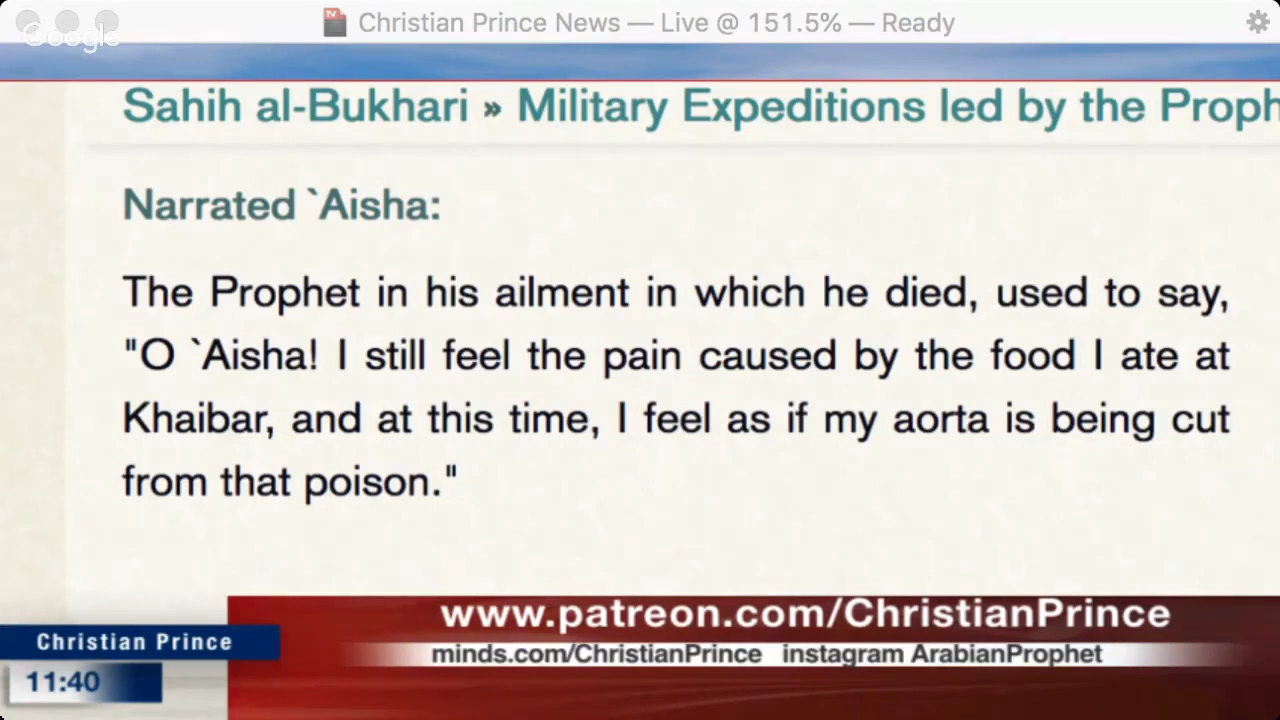 Christian Prince News — Live @ 151.5% — Ready
Google
Sahih al-Bukhari » Military Expeditions led by the Proph
Narrated `Aisha:
The Prophet in his ailment in which he died, used to say,
"O `Aisha! I still feel the pain caused by the food I ate at
Khaibar, and at this time, I feel as if my aorta is being cut
from that poison."
www.patreon.com/ChristianPrince
Christian Prince
minds.com/ChristianPrince instagram ArabianProphet
11:40